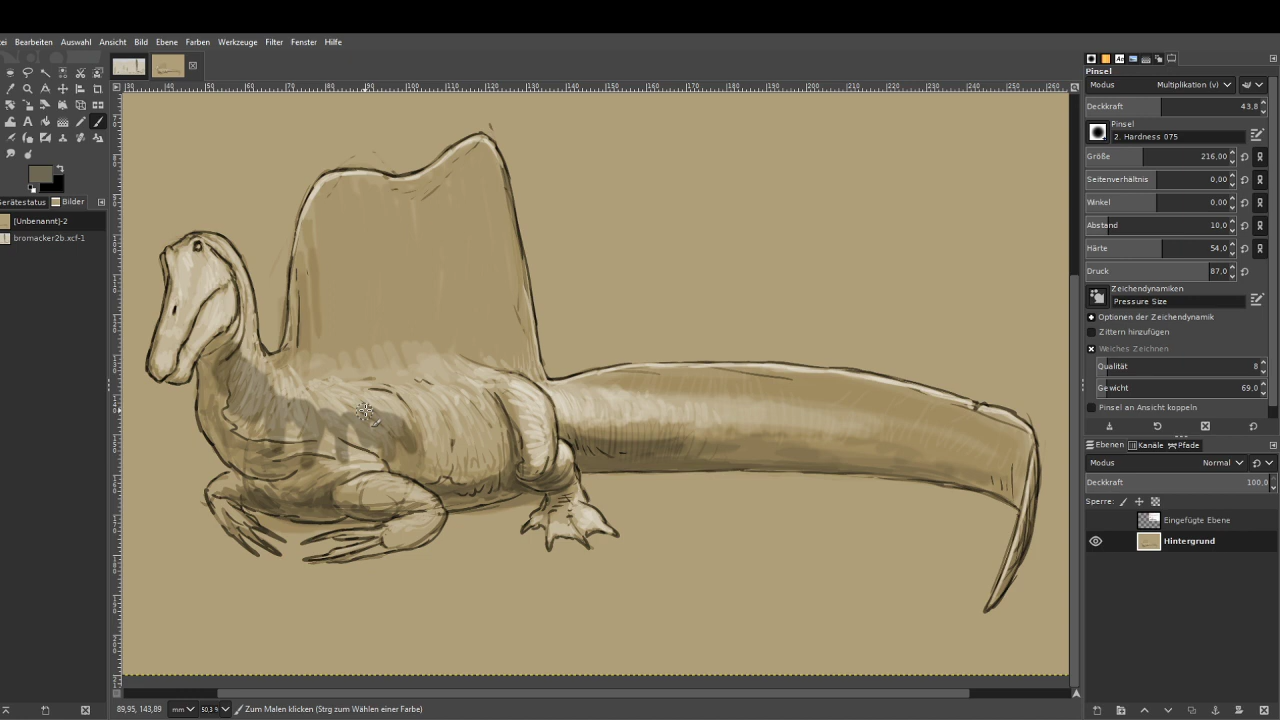 Bearbeiten Auswahl Ansicht Bild Ebene Farben Werkzeuge Filter Fenster Hilfe
Pinsel
Modus Multiplikation (v)
Deckkraft 43,8
Pinsel
2. Hardness 075
Größe 216,00
Seitenverhältnis 0,00
Winkel 0,00
Abstand 10,0
Härte 54,0
Druck 87,0
Zeichendynamiken
Pressure Size
Optionen der Zeichendynamik
Zittern hinzufügen
Weiches Zeichnen
Qualität 8
Gewicht 69,0
Pinsel an Ansicht koppeln
Gerätestatus Bilder
[Unbenannt]-2
bromacker2b.xcf-1
Ebenen Kanäle Pfade
Modus Normal
Deckkraft 100,0
Sperre:
Eingefügte Ebene
Hintergrund
89,95, 143,89 mm 50,3 % Zum Malen klicken (Strg zum Wählen einer Farbe)